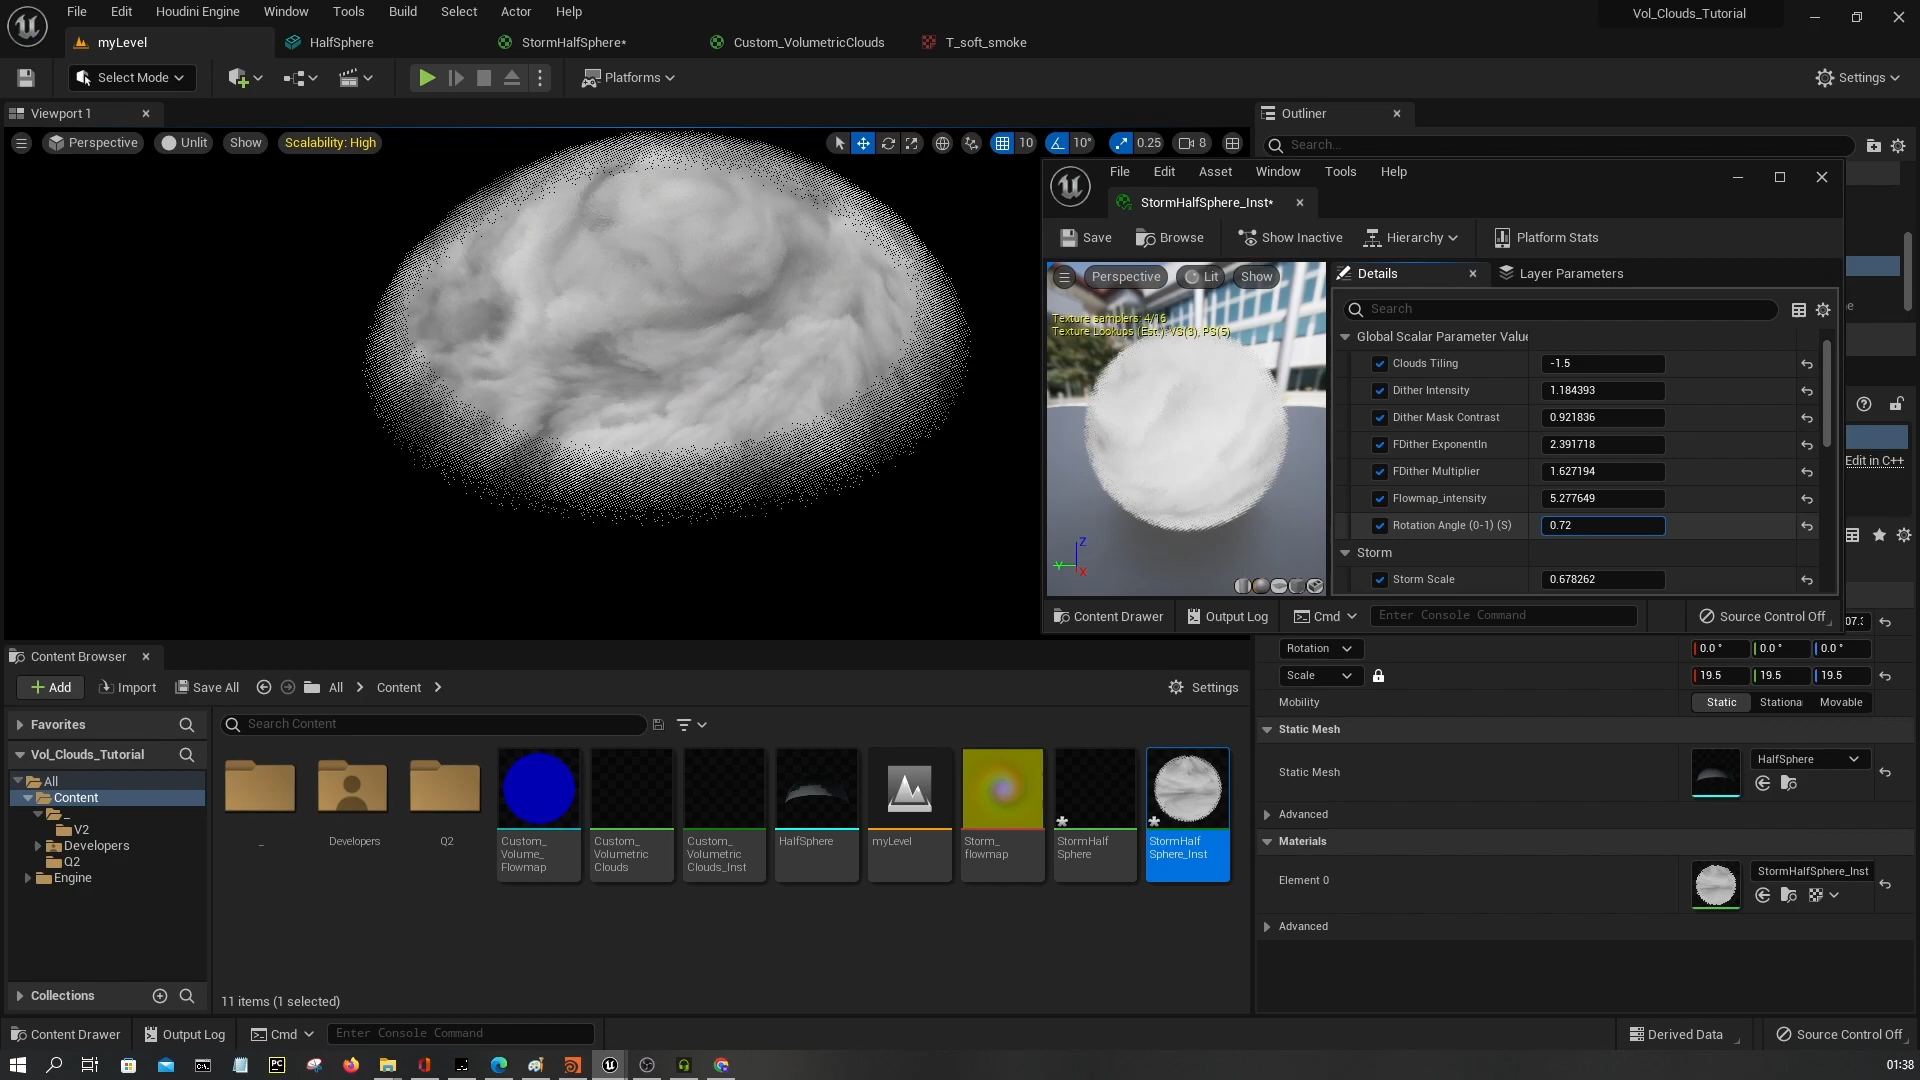 File Edit Houdini Engine Window Tools Build Select Actor Help
Vol_Clouds_Tutorial
myLevel
HalfSphere
StormHalfSphere*
Custom_VolumetricClouds
T_soft_smoke
Select Mode
Platforms
Settings
Viewport 1
Outliner
Perspective
Unlit
Show
Scalability: High
10
10°
0.25
8
Search...
File Edit Asset Window Tools Help
StormHalfSphere_Inst*
Save
Browse
Show Inactive
Hierarchy
Platform Stats
Perspective
Lit
Show
Texture samplers: 4/16
Texture Lookups (Est.): VS(3), PS(5)
Z
Y
X
Details
Layer Parameters
Search
Global Scalar Parameter Value
Clouds Tiling
-1.5
Dither Intensity
1.184393
Dither Mask Contrast
0.921836
FDither ExponentIn
2.391718
FDither Multiplier
1.627194
Flowmap_intensity
5.277649
Rotation Angle (0-1) (S)
0.72
Storm
Storm Scale
0.678262
Content Drawer
Output Log
Cmd
Enter Console Command
Source Control Off
Edit in C++
Rotation
0.0 °
0.0 °
0.0 °
Scale
19.5
19.5
19.5
Mobility
Static
Stationa
Movable
Static Mesh
Static Mesh
HalfSphere
Advanced
Materials
Element 0
StormHalfSphere_Inst
Advanced
Content Browser
Add
Import
Save All
All
Content
Settings
Favorites
Search Content
Vol_Clouds_Tutorial
All
Content
_
V2
Developers
Q2
Engine
Collections
_
Developers
Q2
Custom_
Volume_
Flowmap
Custom_
Volumetric
Clouds
Custom_
Volumetric
Clouds_Inst
HalfSphere
myLevel
Storm_
flowmap
StormHalf
Sphere
StormHalf
Sphere_Inst
11 items (1 selected)
Content Drawer
Output Log
Cmd
Enter Console Command
Derived Data
Source Control Off
01:38